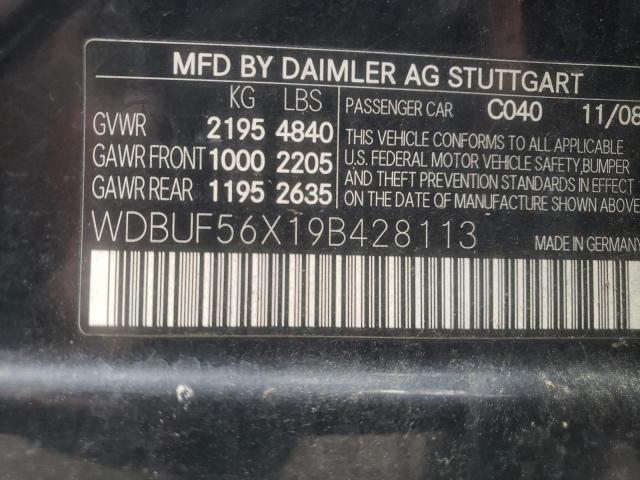 MFD BY DAIMLER AG STUTTGART
KG LBS PASSENGER CAR C040 11/08
GVWR 2195 4840 THIS VEHICLE CONFORMS TO ALL APPLICABLE
GAWR FRONT 1000 2205 U.S. FEDERAL MOTOR VEHICLE SAFETY, BUMPER
GAWR REAR 1195 2635 AND THEFT PREVENTION STANDARDS IN EFFECT
ON THE DATE OF MANUFACTURE
WDBUF56X19B428113 MADE IN GERMANY